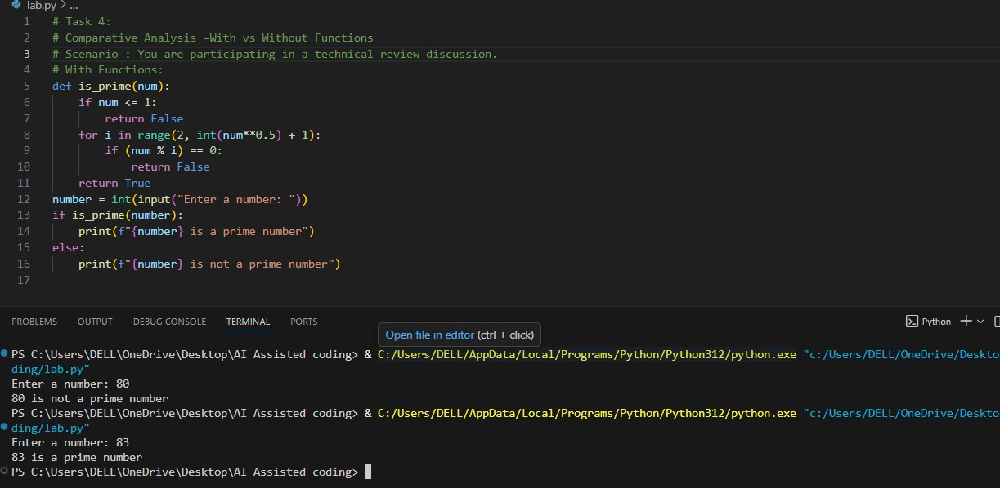 lab.py > ...
1 # Task 4:
2 # Comparative Analysis –With vs Without Functions
3 # Scenario : You are participating in a technical review discussion.
4 # With Functions:
5 def is_prime(num):
6     if num <= 1:
7         return False
8     for i in range(2, int(num**0.5) + 1):
9         if (num % i) == 0:
10             return False
11     return True
12 number = int(input("Enter a number: "))
13 if is_prime(number):
14     print(f"{number} is a prime number")
15 else:
16     print(f"{number} is not a prime number")
17
PROBLEMS OUTPUT DEBUG CONSOLE TERMINAL PORTS Python
Open file in editor (ctrl + click)
PS C:\Users\DELL\OneDrive\Desktop\AI Assisted coding> & C:/Users/DELL/AppData/Local/Programs/Python/Python312/python.exe "c:/Users/DELL/OneDrive/Deskto
ding/lab.py"
Enter a number: 80
80 is not a prime number
PS C:\Users\DELL\OneDrive\Desktop\AI Assisted coding> & C:/Users/DELL/AppData/Local/Programs/Python/Python312/python.exe "c:/Users/DELL/OneDrive/Deskto
ding/lab.py"
Enter a number: 83
83 is a prime number
PS C:\Users\DELL\OneDrive\Desktop\AI Assisted coding>